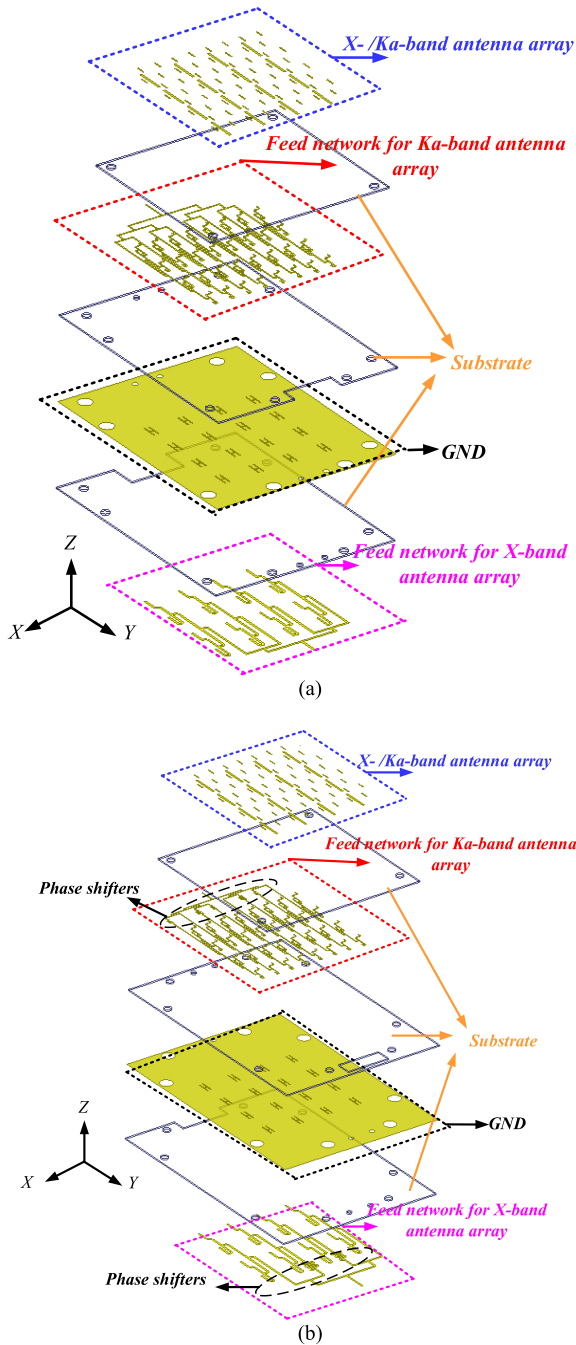 X- /Ka-band antenna array
Feed network for Ka-band antenna
array
Substrate
GND
Feed network for X-band
antenna array
Z
X
Y
(a)
X- /Ka-band antenna array
Feed network for Ka-band antenna
array
Phase shifters
Substrate
GND
Z
X
Y
Feed network for X-band
antenna array
Phase shifters
(b)